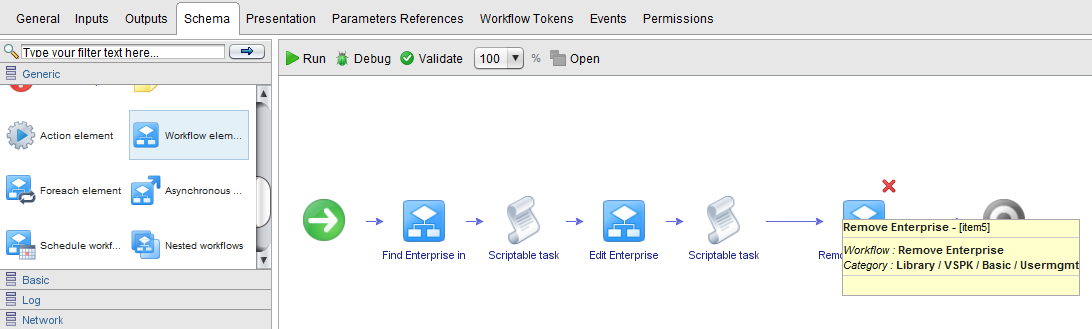 General Inputs Outputs Schema Presentation Parameters References Workflow Tokens Events Permissions
Type your filter text here...
Run Debug Validate 100 % Open
Generic
Action element Workflow elem...
Foreach element Asynchronous ...
Schedule workf... Nested workflows
Basic
Log
Network
Find Enterprise in Scriptable task Edit Enterprise Scriptable task
Remove Enterprise - [item5]
Workflow : Remove Enterprise
Category : Library / VSPK / Basic / Usermgmt